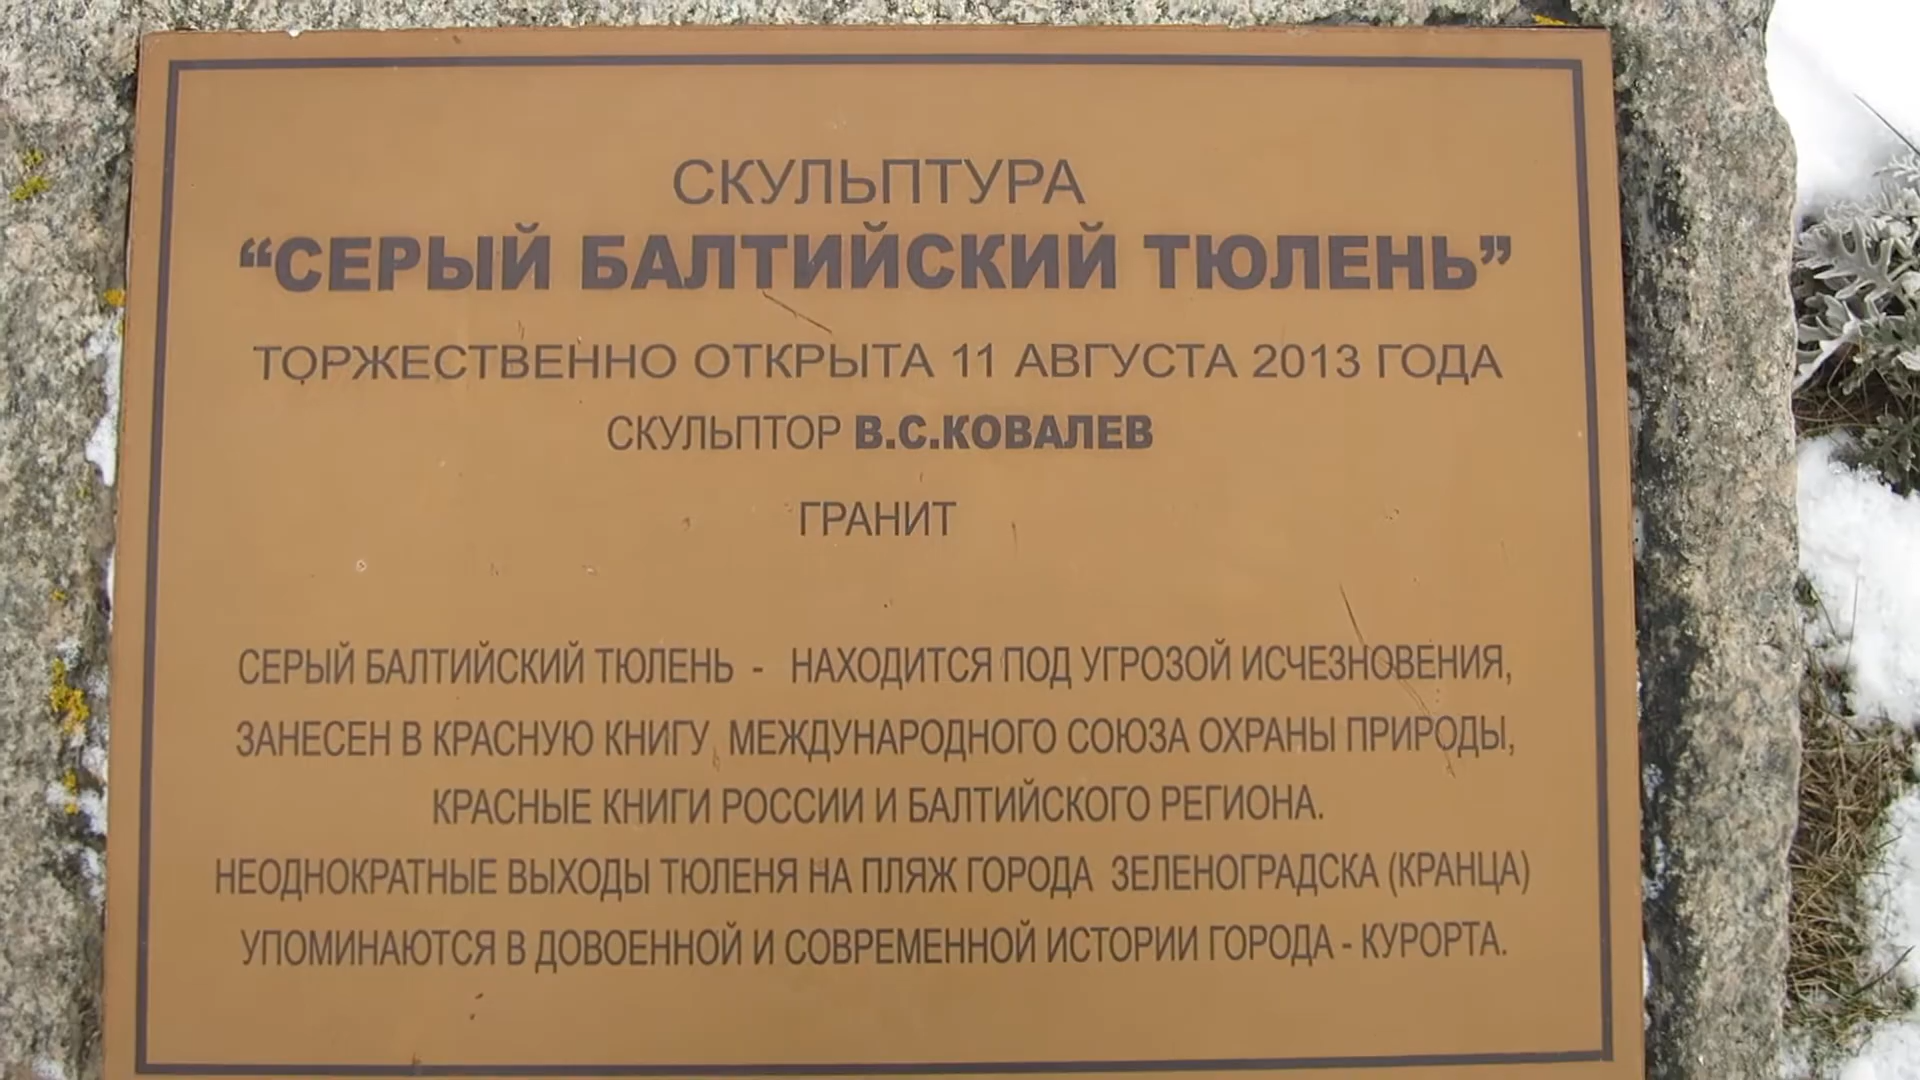 СКУЛЬПТУРА
“СЕРЫЙ БАЛТИЙСКИЙ ТЮЛЕНЬ”
ТОРЖЕСТВЕННО ОТКРЫТА 11 АВГУСТА 2013 ГОДА
СКУЛЬПТОР В.С.КОВАЛЕВ
ГРАНИТ
СЕРЫЙ БАЛТИЙСКИЙ ТЮЛЕНЬ - НАХОДИТСЯ ПОД УГРОЗОЙ ИСЧЕЗНОВЕНИЯ,
ЗАНЕСЕН В КРАСНУЮ КНИГУ МЕЖДУНАРОДНОГО СОЮЗА ОХРАНЫ ПРИРОДЫ,
КРАСНЫЕ КНИГИ РОССИИ И БАЛТИЙСКОГО РЕГИОНА.
НЕОДНОКРАТНЫЕ ВЫХОДЫ ТЮЛЕНЯ НА ПЛЯЖ ГОРОДА ЗЕЛЕНОГРАДСКА (КРАНЦА)
УПОМИНАЮТСЯ В ДОВОЕННОЙ И СОВРЕМЕННОЙ ИСТОРИИ ГОРОДА - КУРОРТА.